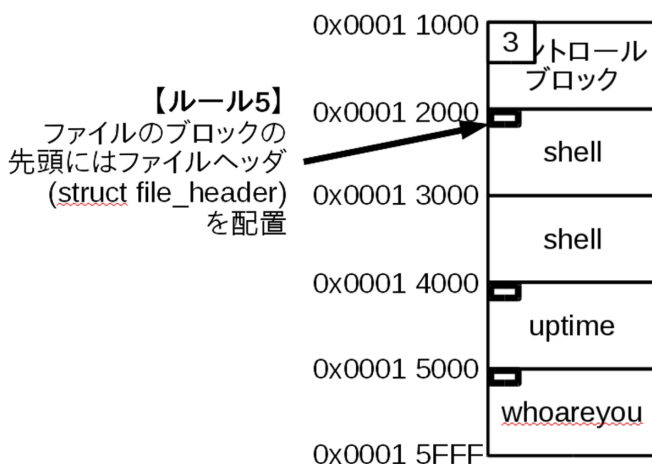 0x0001 1000
3
ントロール
ブロック
【ルール5】
ファイルのブロックの
先頭にはファイルヘッダ
(struct file_header)
を配置
0x0001 2000
shell
0x0001 3000
shell
0x0001 4000
uptime
0x0001 5000
whoareyou
0x0001 5FFF